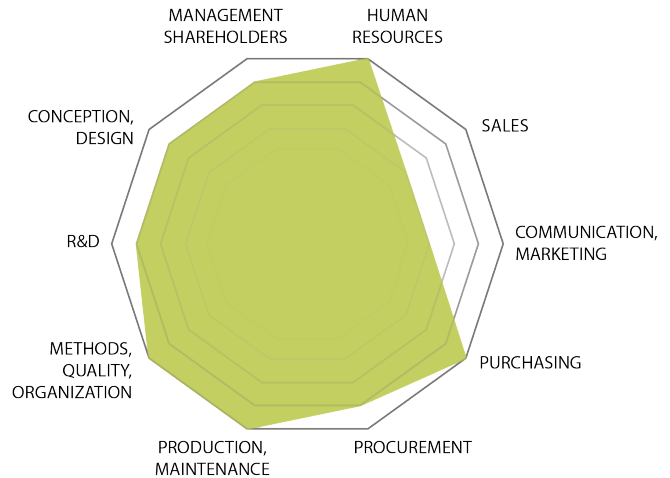 MANAGEMENT
SHAREHOLDERS
HUMAN
RESOURCES
CONCEPTION,
DESIGN
SALES
R&D
COMMUNICATION,
MARKETING
METHODS,
QUALITY,
ORGANIZATION
PURCHASING
PRODUCTION,
MAINTENANCE
PROCUREMENT